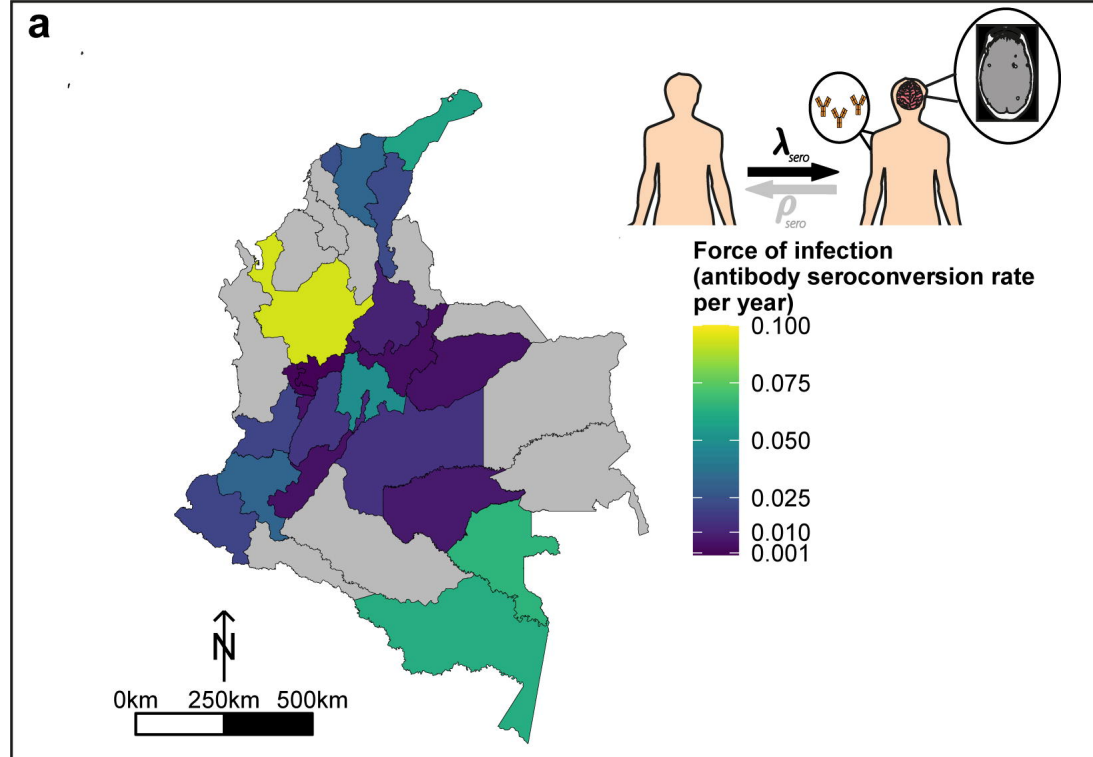 a
λsero
ρsero
Force of infection
(antibody seroconversion rate
per year)
0.100
0.075
0.050
0.025
0.010
0.001
N
0km 250km 500km